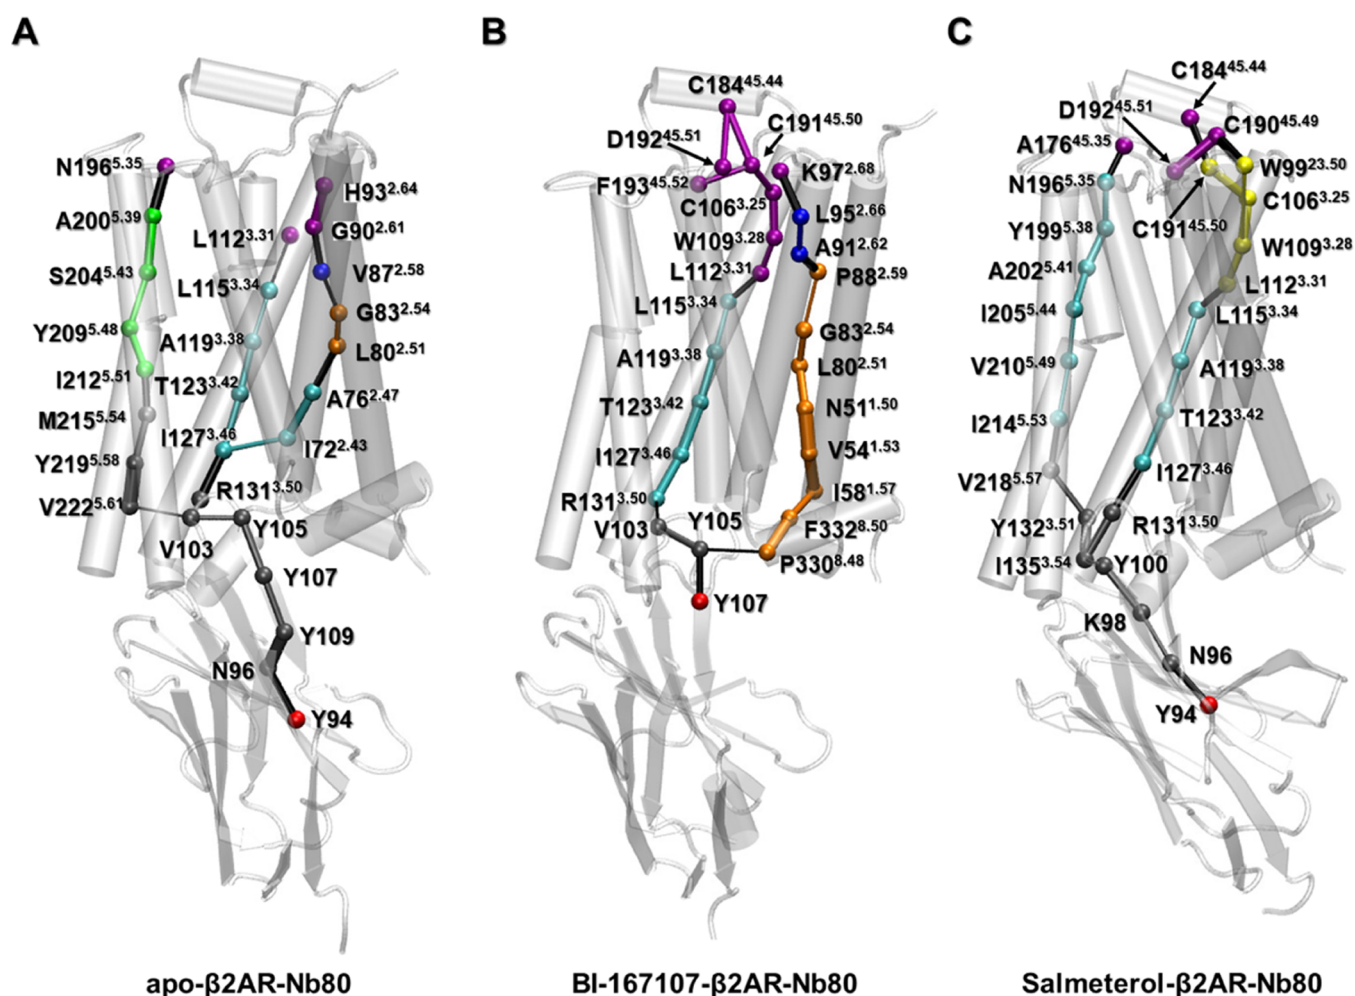 A
N196^5.35
A200^5.39
S204^5.43
Y209^5.48
I212^5.51
M215^5.54
Y219^5.58
V222^5.61
H93^2.64
G90^2.61
L112^3.31
V87^2.58
L115^3.34
G83^2.54
A119^3.38
L80^2.51
T123^3.42
A76^2.47
I127^3.46
I72^2.43
R131^3.50
V103
Y105
Y107
Y109
N96
Y94
apo-β2AR-Nb80
B
C184^45.44
D192^45.51
C191^45.50
F193^45.52
K97^2.68
C106^3.25
L95^2.66
W109^3.28
A91^2.62
L112^3.31
P88^2.59
L115^3.34
G83^2.54
A119^3.38
L80^2.51
T123^3.42
N51^1.50
V54^1.53
I127^3.46
I58^1.57
R131^3.50
V103
Y105
F332^8.50
P330^8.48
Y107
BI-167107-β2AR-Nb80
C
C184^45.44
D192^45.51
C190^45.49
A176^45.35
W99^23.50
N196^5.35
C106^3.25
Y199^5.38
C191^45.50
W109^3.28
A202^5.41
L112^3.31
I205^5.44
L115^3.34
V210^5.49
A119^3.38
I214^5.53
T123^3.42
V218^5.57
I127^3.46
Y132^3.51
R131^3.50
I135^3.54
Y100
K98
N96
Y94
Salmeterol-β2AR-Nb80